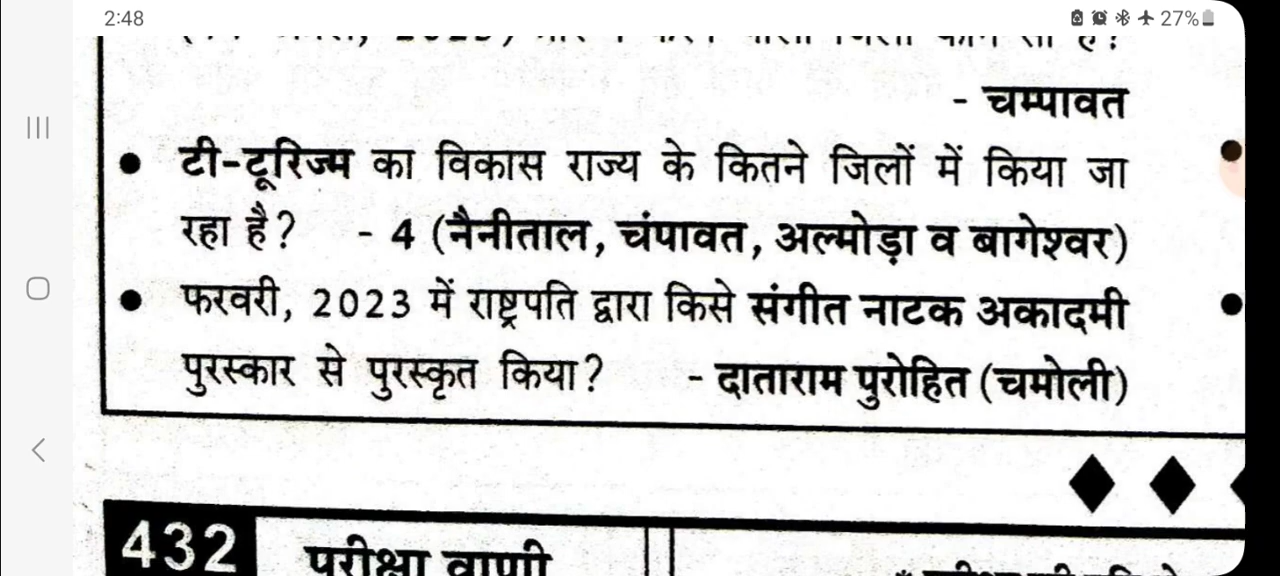 2:48
27%
- चम्पावत
• टी-टूरिज्म का विकास राज्य के कितने जिलों में किया जा
रहा है? - 4 (नैनीताल, चंपावत, अल्मोड़ा व बागेश्वर)
• फरवरी, 2023 में राष्ट्रपति द्वारा किसे संगीत नाटक अकादमी
पुरस्कार से पुरस्कृत किया? - दाताराम पुरोहित (चमोली)
432 परीक्षा वाणी